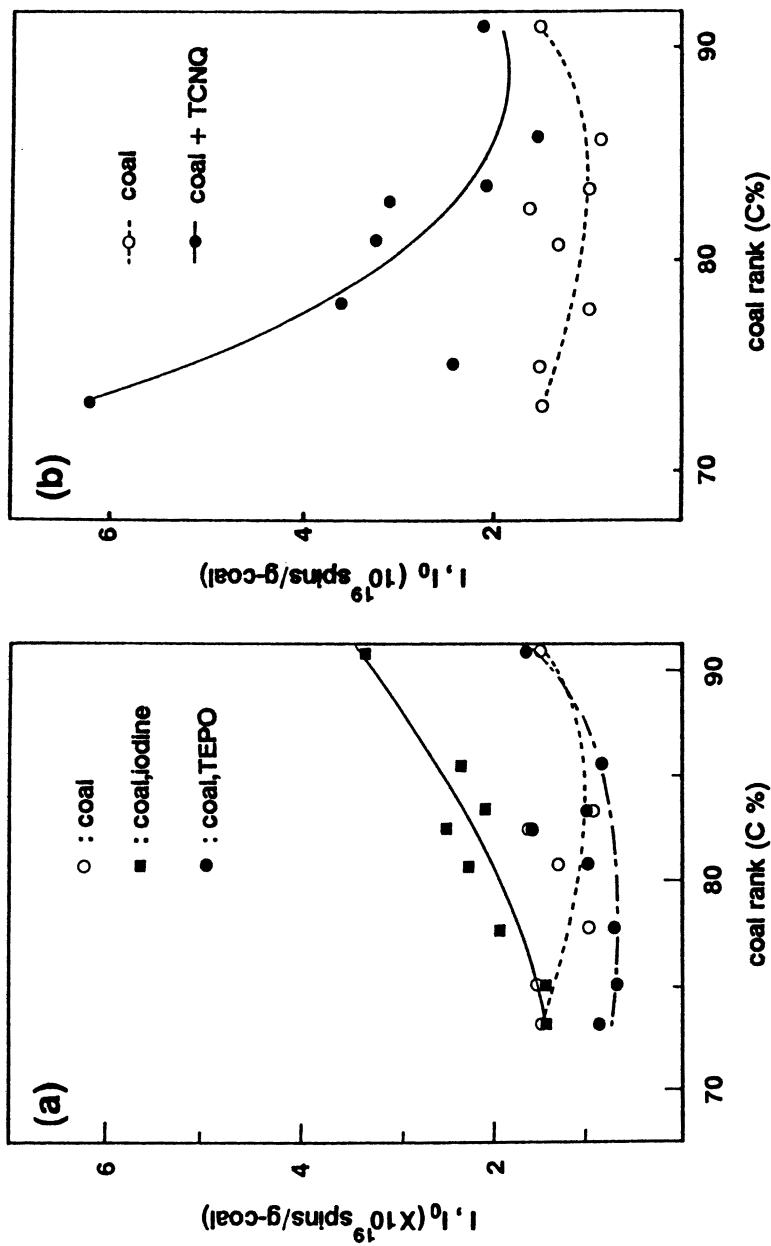 (a)
○ : coal
■ : coal,iodine
● : coal,TEPO
6
4
2
I , I0 (X10^19 spins/g-coal)
70
80
90
coal rank (C %)
(b)
--○-- coal
—●— coal + TCNQ
6
4
2
I , I0 (10^19 spins/g-coal)
70
80
90
coal rank (C%)